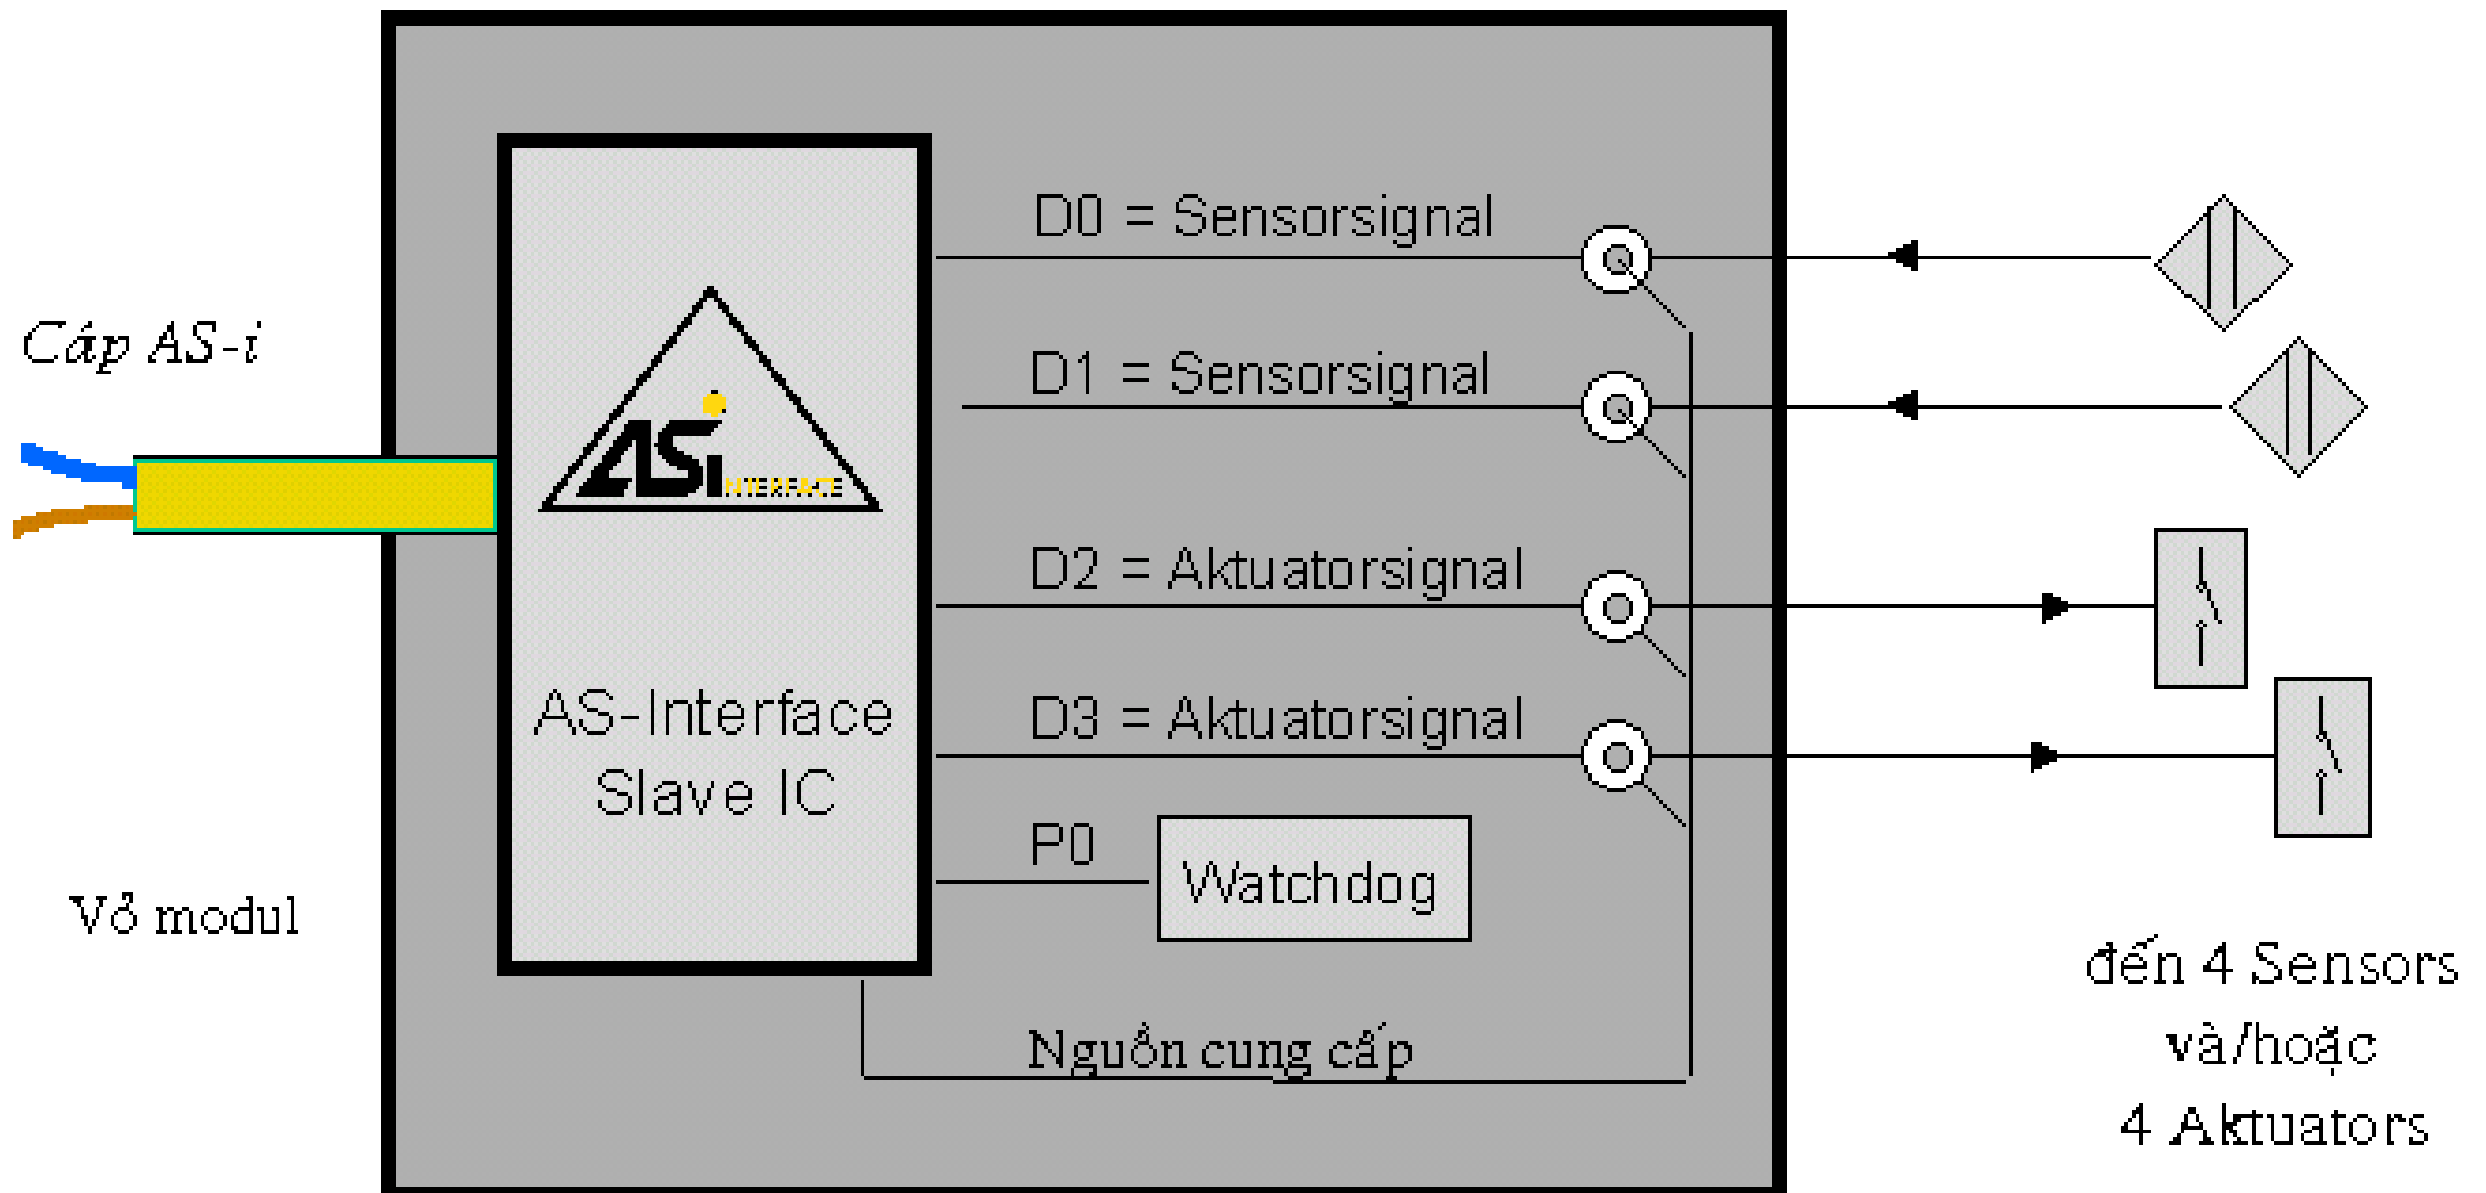 D0 = Sensorsignal
Cáp AS-i
D1 = Sensorsignal
ASi INTERFACE
D2 = Aktuatorsignal
AS-Interface
Slave IC
D3 = Aktuatorsignal
P0
Watchdog
Vỏ modul
Nguồn cung cấp
đến 4 Sensors
và/hoặc
4 Aktuators